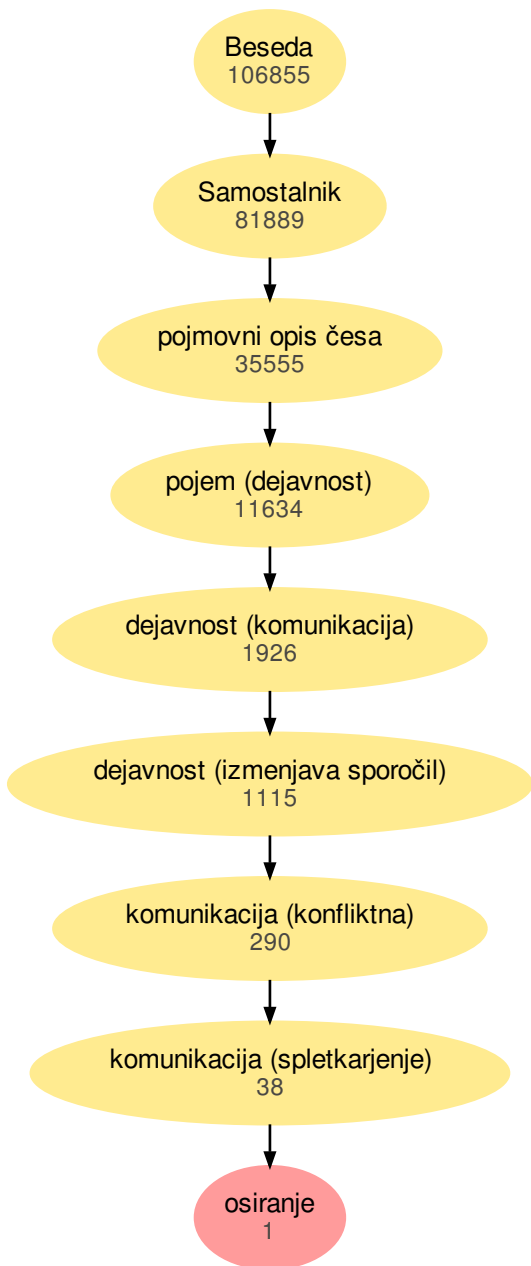 Beseda
106855
Samostalnik
81889
pojmovni opis česa
35555
pojem (dejavnost)
11634
dejavnost (komunikacija)
1926
dejavnost (izmenjava sporočil)
1115
komunikacija (konfliktna)
290
komunikacija (spletkarjenje)
38
osiranje
1